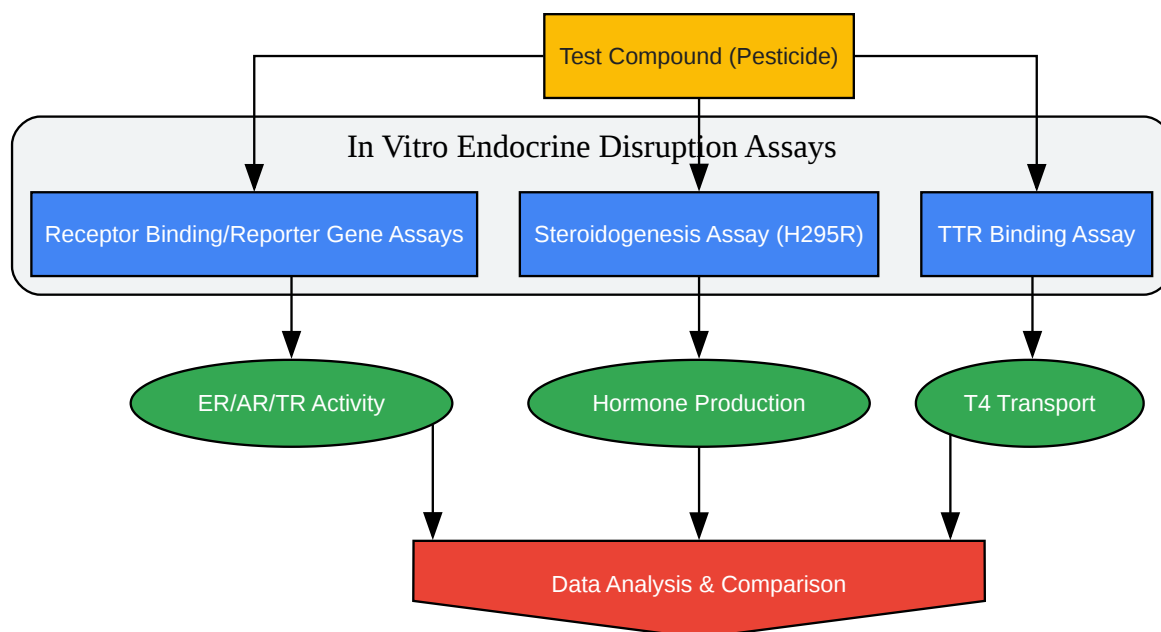 Test Compound (Pesticide)
In Vitro Endocrine Disruption Assays
Receptor Binding/Reporter Gene Assays
Steroidogenesis Assay (H295R)
TTR Binding Assay
ER/AR/TR Activity
Hormone Production
T4 Transport
Data Analysis & Comparison